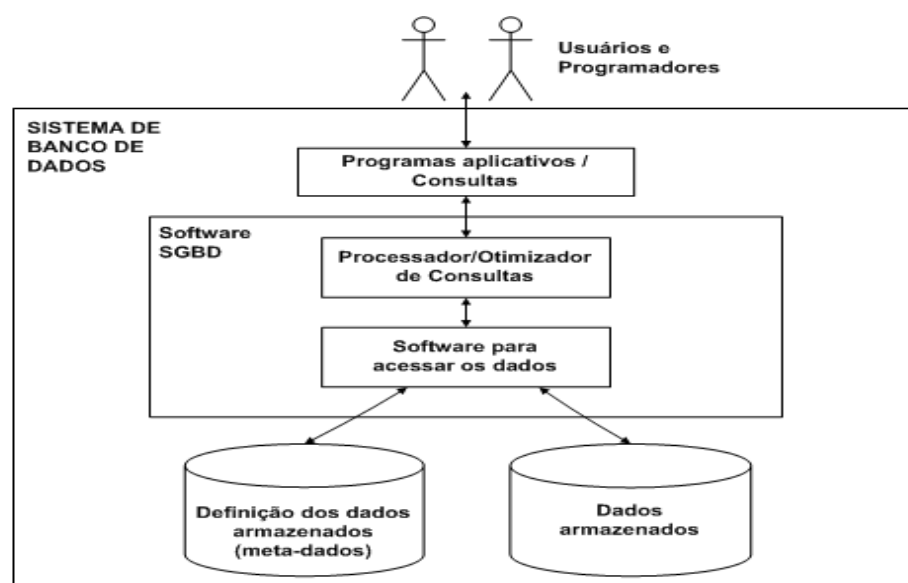 Usuários e
Programadores
SISTEMA DE
BANCO DE
DADOS
Programas aplicativos /
Consultas
Software
SGBD
Processador/Otimizador
de Consultas
Software para
acessar os dados
Definição dos dados
armazenados
(meta-dados)
Dados
armazenados